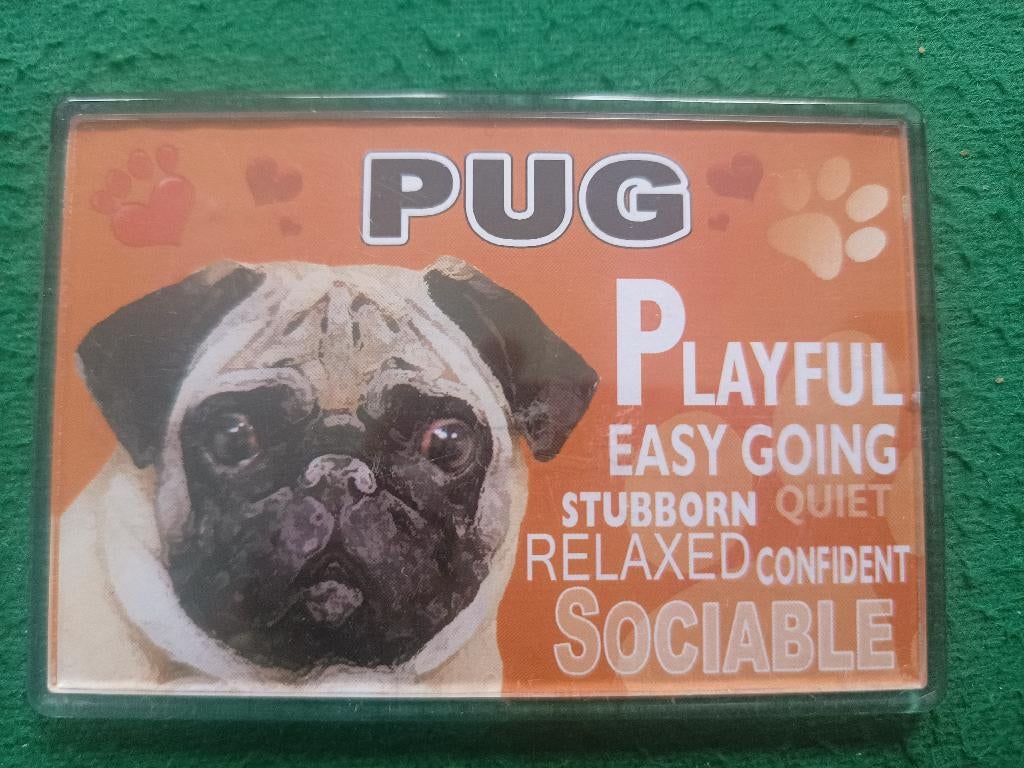 PUG
PLAYFUL
EASY GOING
STUBBORN QUIET
RELAXED CONFIDENT
SOCIABLE